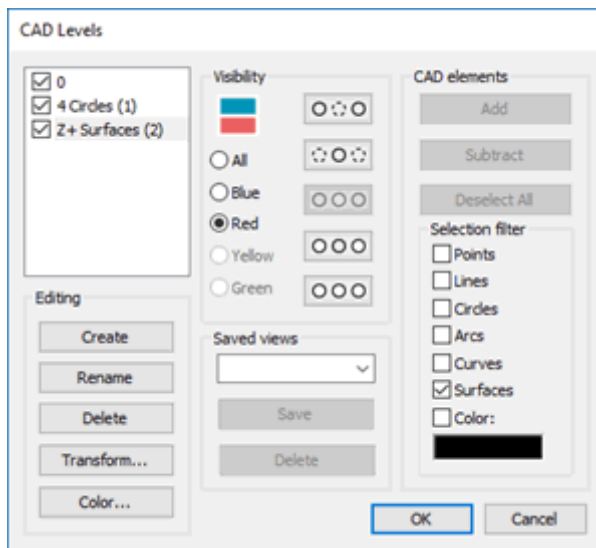 CAD Levels
0
4 Circles (1)
Z+ Surfaces (2)
Editing
Create
Rename
Delete
Transform...
Color...
Visibility
All
Blue
Red
Yellow
Green
Saved views
Save
Delete
CAD elements
Add
Subtract
Deselect All
Selection filter
Points
Lines
Circles
Arcs
Curves
Surfaces
Color:
OK
Cancel